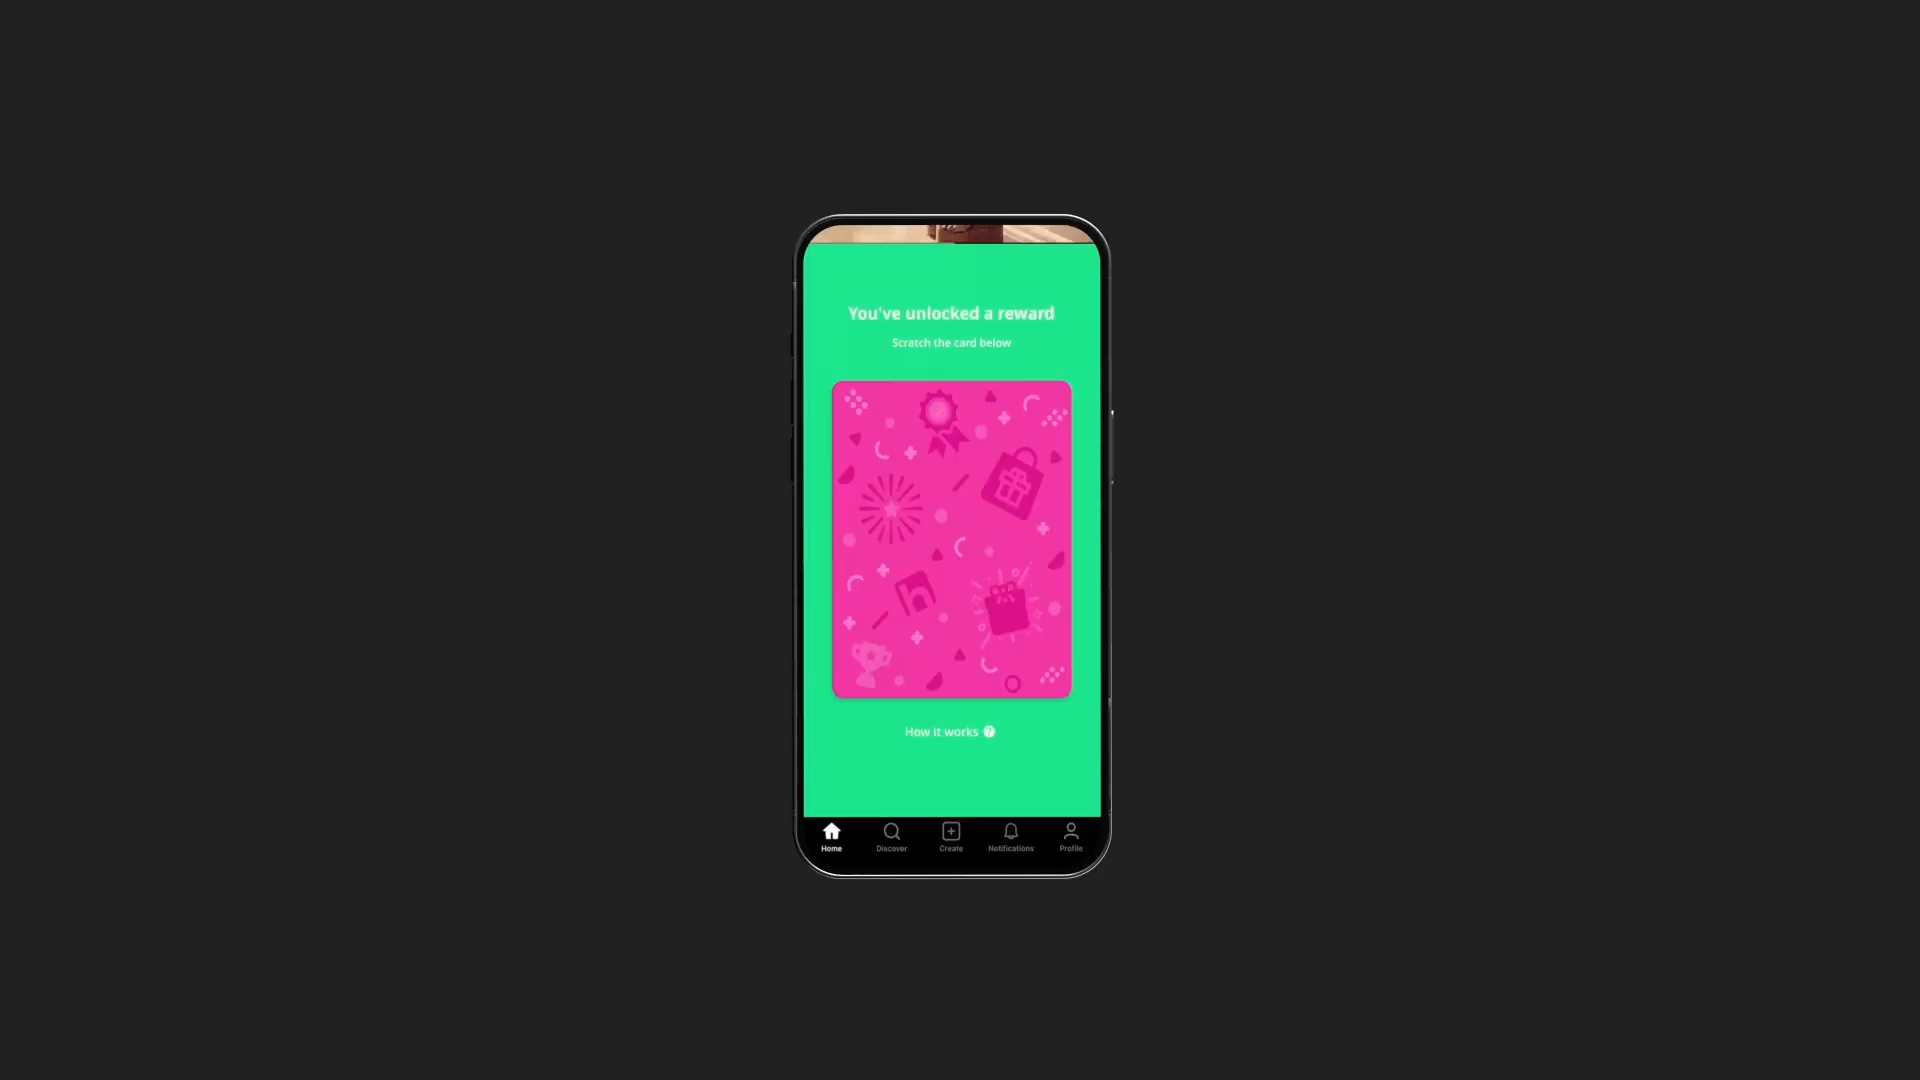 You've unlocked a reward
Scratch the card below
How it works ?
Home
Discover
Create
Notifications
Profile